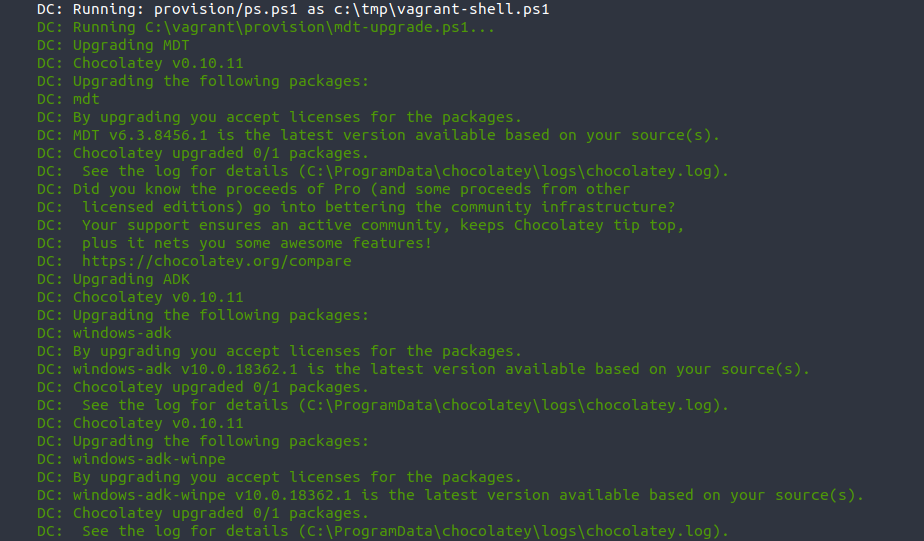 DC: Running: provision/ps.ps1 as c:\tmp\vagrant-shell.ps1
DC: Running C:\vagrant\provision\mdt-upgrade.ps1...
DC: Upgrading MDT
DC: Chocolatey v0.10.11
DC: Upgrading the following packages:
DC: mdt
DC: By upgrading you accept licenses for the packages.
DC: MDT v6.3.8456.1 is the latest version available based on your source(s).
DC: Chocolatey upgraded 0/1 packages.
DC:  See the log for details (C:\ProgramData\chocolatey\logs\chocolatey.log).
DC: Did you know the proceeds of Pro (and some proceeds from other
DC:  licensed editions) go into bettering the community infrastructure?
DC:  Your support ensures an active community, keeps Chocolatey tip top,
DC:  plus it nets you some awesome features!
DC:  https://chocolatey.org/compare
DC: Upgrading ADK
DC: Chocolatey v0.10.11
DC: Upgrading the following packages:
DC: windows-adk
DC: By upgrading you accept licenses for the packages.
DC: windows-adk v10.0.18362.1 is the latest version available based on your source(s).
DC: Chocolatey upgraded 0/1 packages.
DC:  See the log for details (C:\ProgramData\chocolatey\logs\chocolatey.log).
DC: Chocolatey v0.10.11
DC: Upgrading the following packages:
DC: windows-adk-winpe
DC: By upgrading you accept licenses for the packages.
DC: windows-adk-winpe v10.0.18362.1 is the latest version available based on your source(s).
DC: Chocolatey upgraded 0/1 packages.
DC:  See the log for details (C:\ProgramData\chocolatey\logs\chocolatey.log).